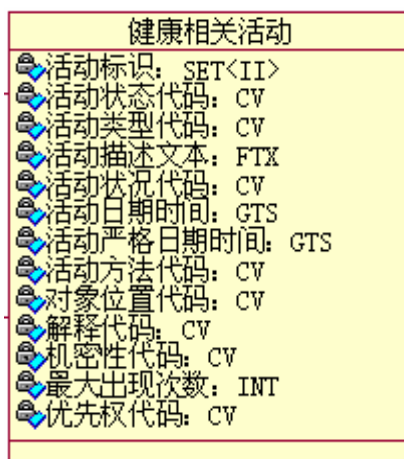 健康相关活动
活动标识: SET<II>
活动状态代码: CV
活动类型代码: CV
活动描述文本: FTX
活动状况代码: CV
活动日期时间: GTS
活动严格日期时间: GTS
活动方法代码: CV
对象位置代码: CV
解释代码: CV
机密性代码: CV
最大出现次数: INT
优先权代码: CV